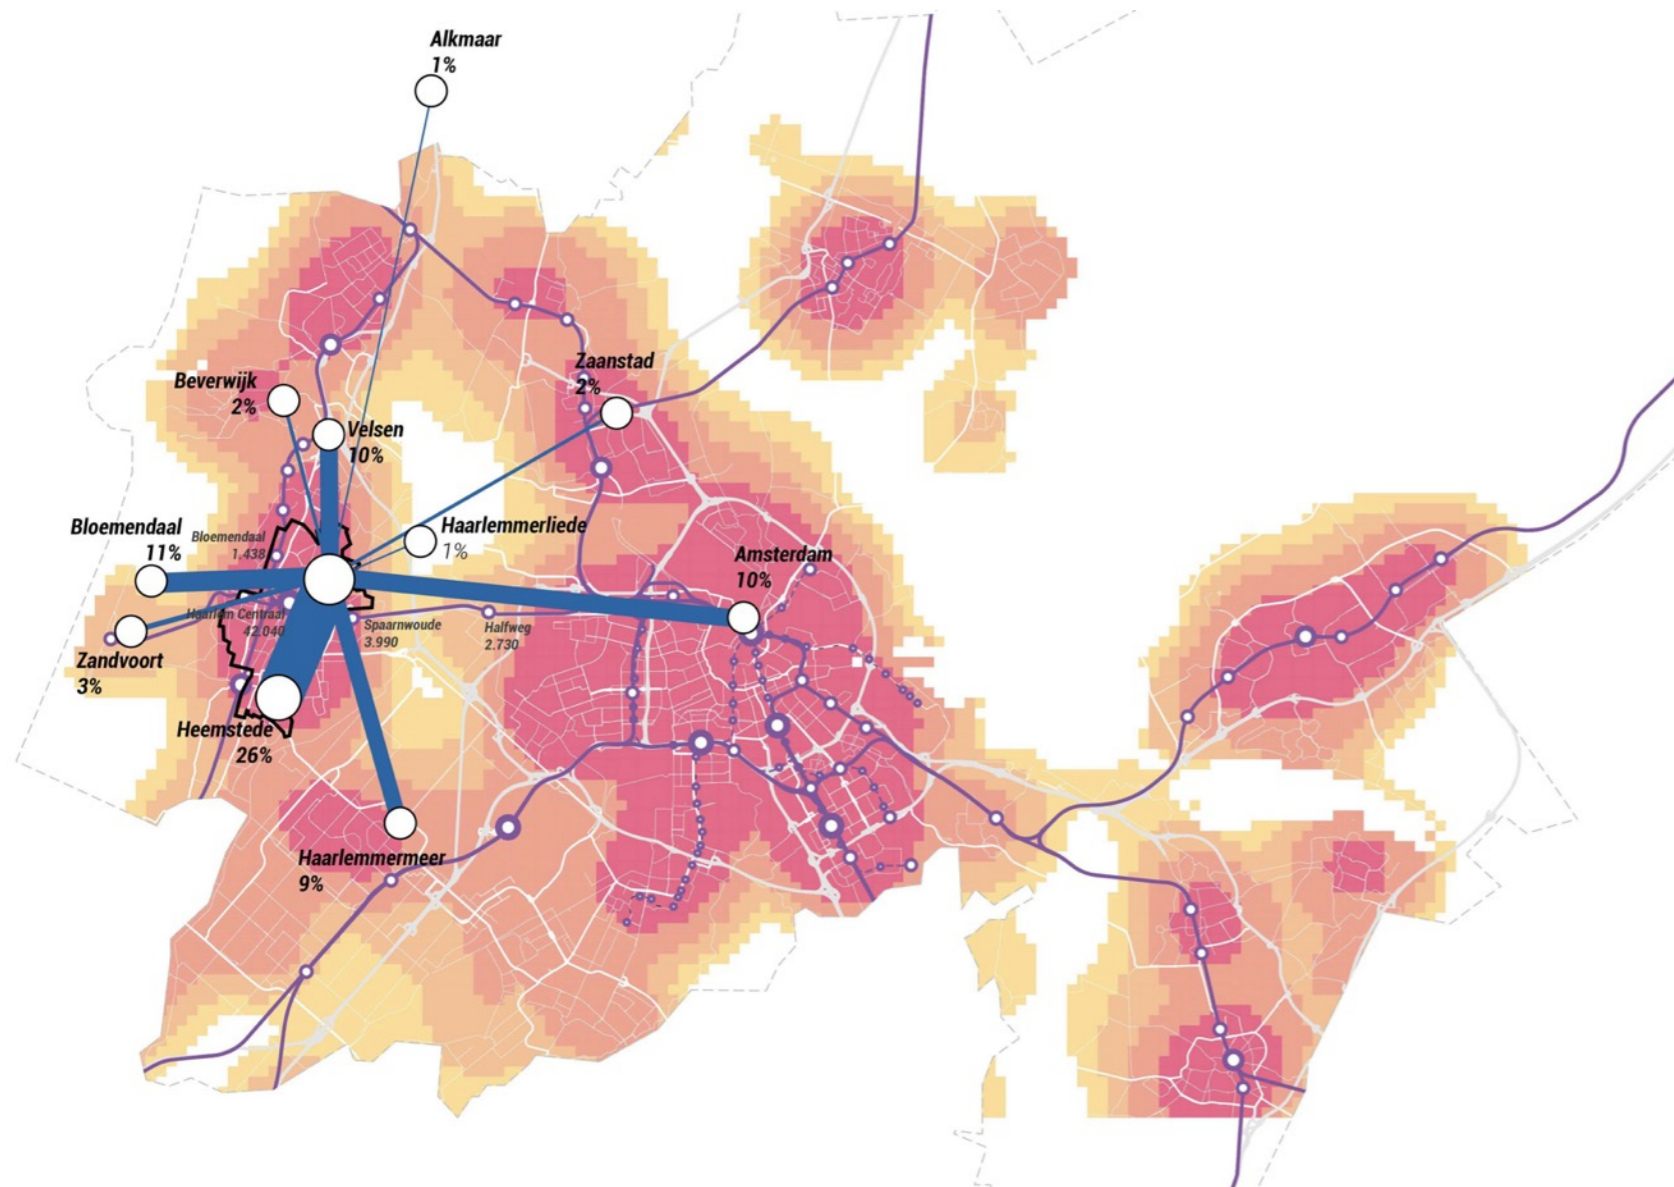 Alkmaar
1%
Zaanstad
2%
Beverwijk
2%
Velsen
10%
Bloemendaal
11%
Bloemendaal
1.438
Haarlemmerliede
1%
Amsterdam
10%
Haarlem Centraal
42.040
Spaarnwoude
3.990
Halfweg
2.730
Zandvoort
3%
Heemstede
26%
Haarlemmermeer
9%